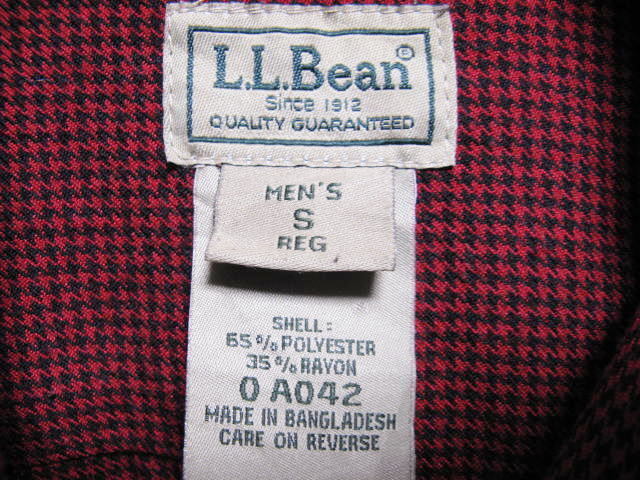 L.L.Bean®
Since 1912
QUALITY GUARANTEED
MEN'S
S
REG
SHELL:
65% POLYESTER
35% RAYON
0 A042
MADE IN BANGLADESH
CARE ON REVERSE